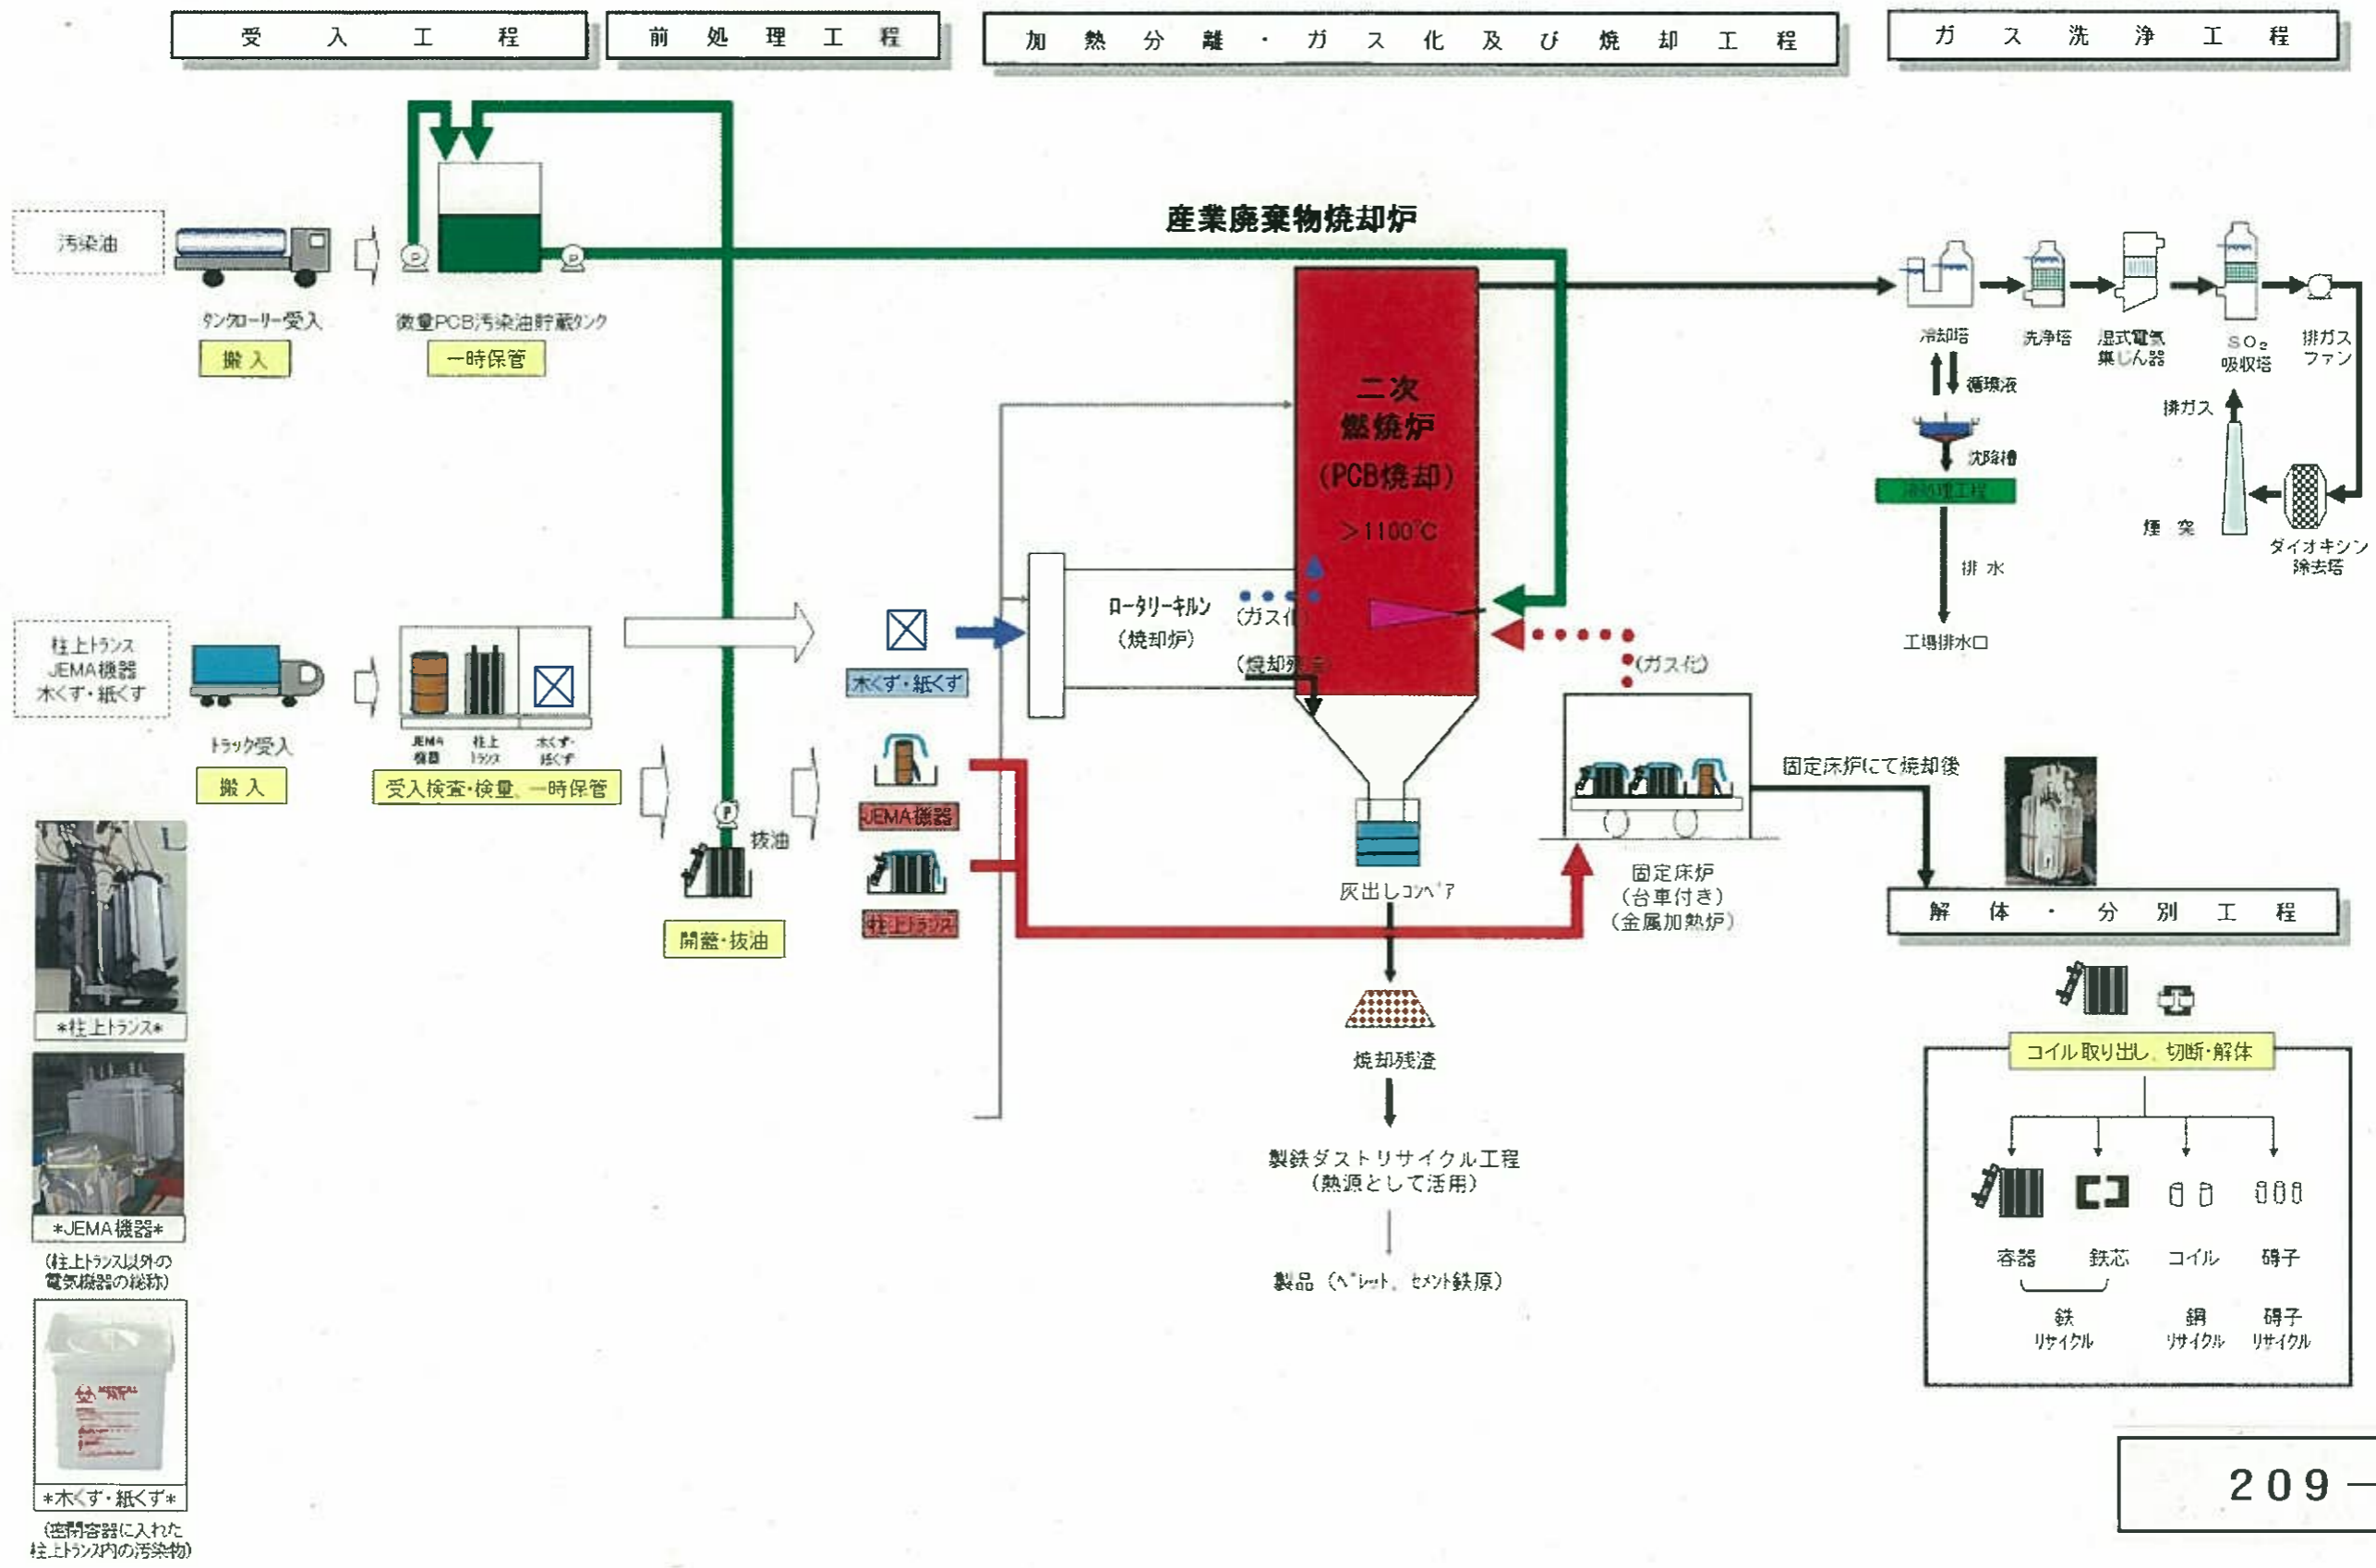 受入工程
前処理工程
加熱分離・ガス化及び焼却工程
ガス洗浄工程
汚染油
タンクローリー受入
搬入
P
P
微量PCB汚染油貯蔵タンク
一時保管
産業廃棄物焼却炉
二次
燃焼炉
(PCB焼却)
>1100℃
冷却塔
洗浄塔
湿式電気
集じん器
SO₂
吸収塔
排ガス
ファン
循環液
沈降槽
排水
工場排水口
排ガス
煙突
ダイオキシン
除去塔
柱上トランス
JEMA機器
木くず・紙くず
トラック受入
搬入
JEMA
機器
柱上
トランス
木くず・
紙くず
受入検査・検量、一時保管
P
抜油
開蓋・抜油
木くず・紙くず
JEMA機器
柱上トランス
ロータリーキルン
(焼却炉)
(ガス化)
(焼却残
灰出しコンベア
焼却残渣
製鉄ダストリサイクル工程
(熱源として活用)
製品(ペレット、セメント鉄原)
(ガス化)
固定床炉
(台車付き)
(金属加熱炉)
固定床炉にて焼却後
解体・分別工程
コイル取り出し、切断・解体
容器
鉄芯
コイル
碍子
鉄
リサイクル
銅
リサイクル
碍子
リサイクル
*柱上トランス*
*JEMA機器*
(柱上トランス以外の
電気機器の総称)
MEDICAL
*木くず・紙くず*
(密閉容器に入れた
柱上トランス内の汚染物)
209－